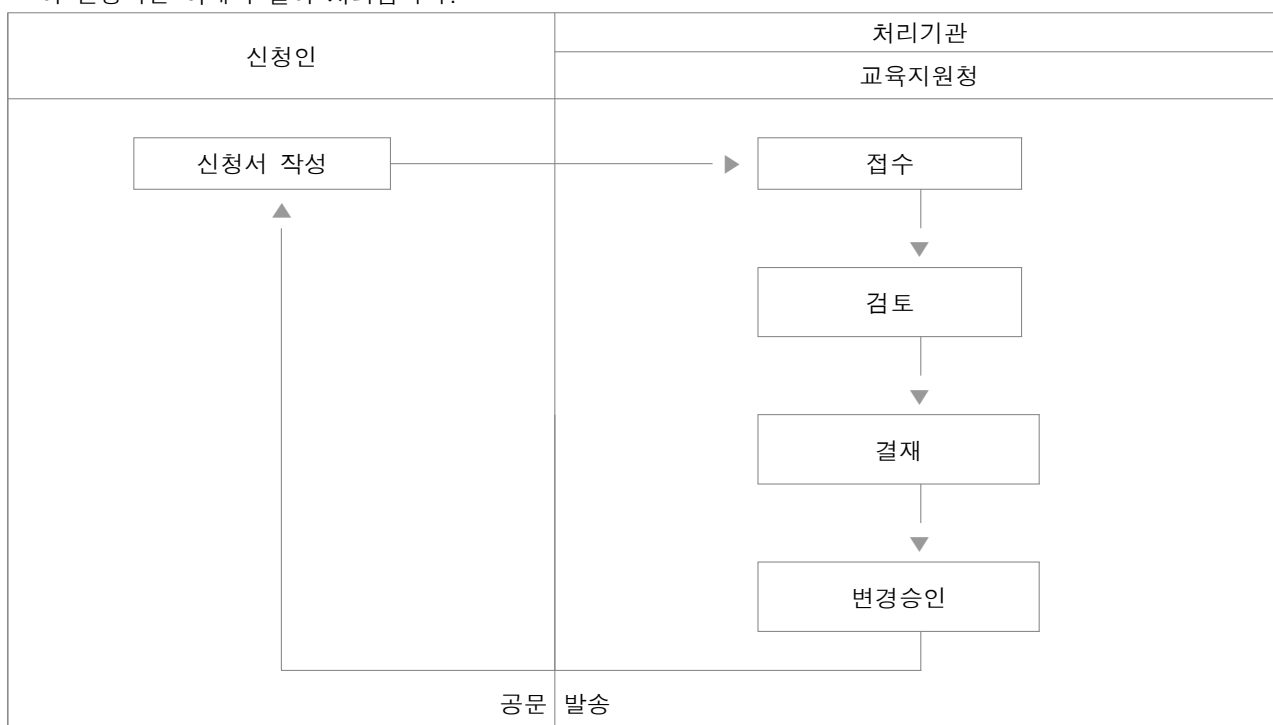 신청인
처리기관
교육지원청
신청서 작성
접수
검토
결재
변경승인
공문 발송